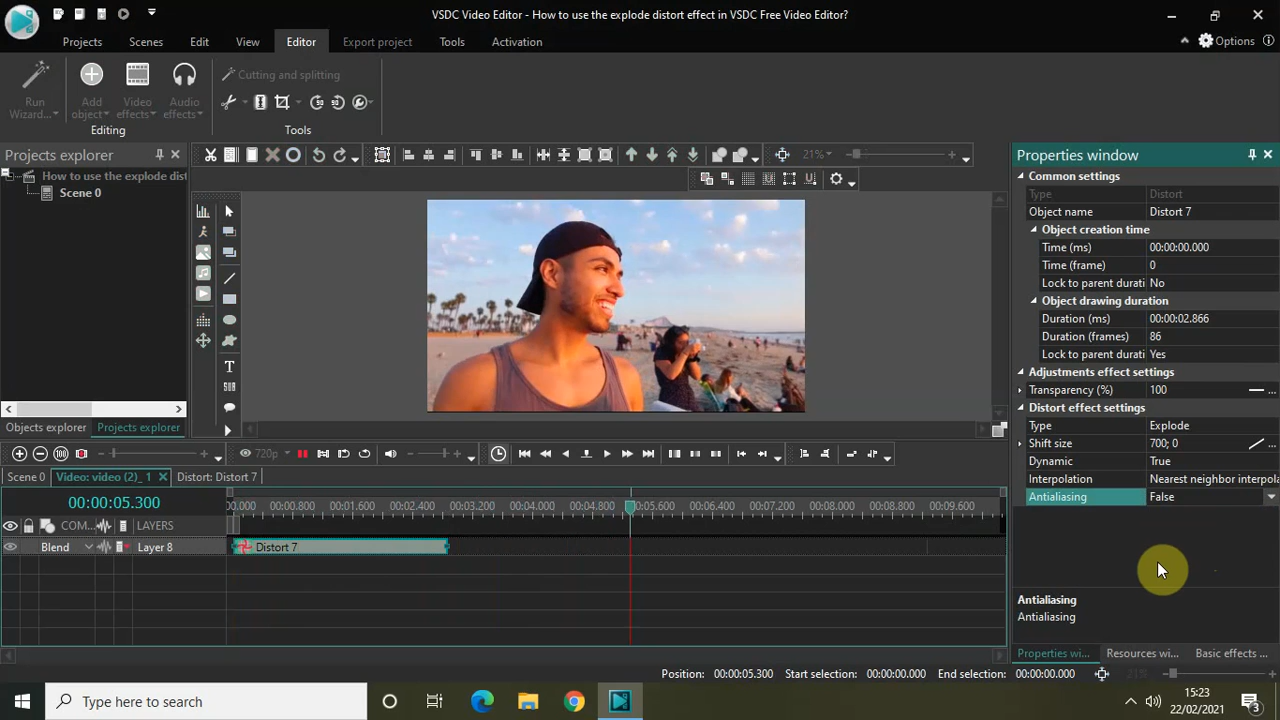 VSDC Video Editor - How to use the explode distort effect in VSDC Free Video Editor?
Projects Scenes Edit View Editor Export project Tools Activation
Options
Run Wizard...
Add object
Video effects
Audio effects
Cutting and splitting
Editing
Tools
Projects explorer
How to use the explode dist
Scene 0
Objects explorer
Projects explorer
21%
T
SUB
Properties window
Common settings
Type Distort
Object name Distort 7
Object creation time
Time (ms) 00:00:00.000
Time (frame) 0
Lock to parent durati No
Object drawing duration
Duration (ms) 00:00:02.866
Duration (frames) 86
Lock to parent durati Yes
Adjustments effect settings
Transparency (%) 100 ...
Distort effect settings
Type Explode
Shift size 700; 0 ...
Dynamic True
Interpolation Nearest neighbor interpola
Antialiasing False
Antialiasing
Antialiasing
Properties wi... Resources wi... Basic effects ...
720p
Scene 0 Video: video (2)_ 1 Distort: Distort 7
00:00:05.300
0.000 00:00.800 00:01.600 00:02.400 00:03.200 00:04.000 00:04.800 00:05.600 00:06.400 00:07.200 00:08.000 00:08.800 00:09.600
COM... LAYERS
Blend Layer 8 Distort 7
Position: 00:00:05.300 Start selection: 00:00:00.000 End selection: 00:00:00.000 21%
Type here to search
15:23
22/02/2021
3